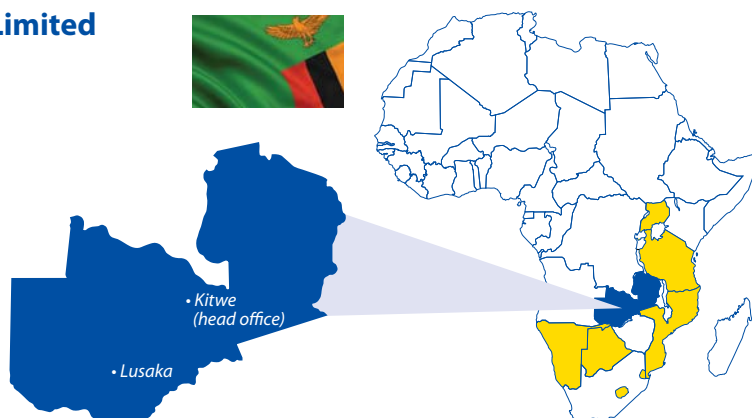 Limited
• Kitwe
(head office)
• Lusaka